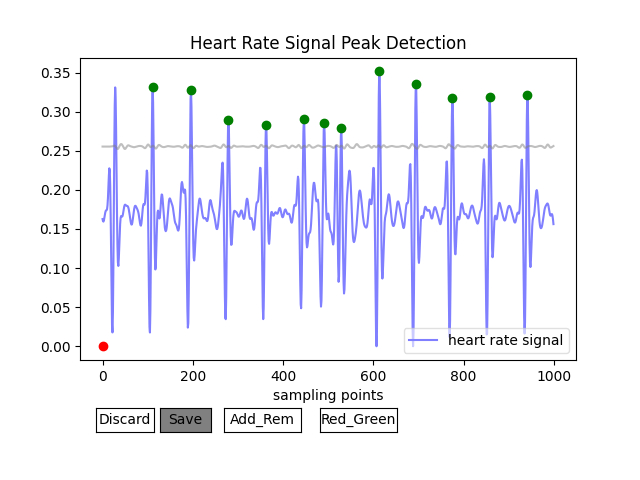 Heart Rate Signal Peak Detection
0.35
0.30
0.25
0.20
0.15
0.10
0.05
0.00
heart rate signal
0 200 400 600 800 1000
sampling points
Discard Save Add_Rem Red_Green